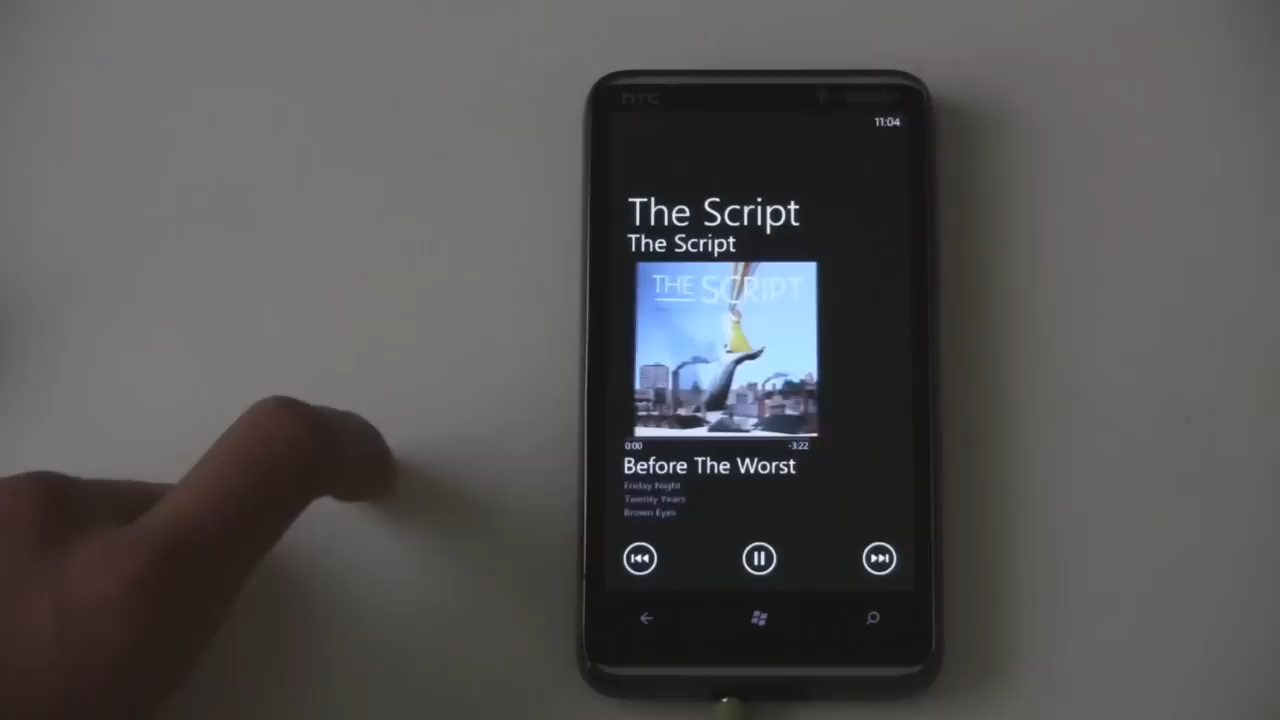 hTC
11:04
The Script
The Script
THE SCRIPT
0:00 -3:22
Before The Worst
Friday Night
Twenty Years
Brown Eyes